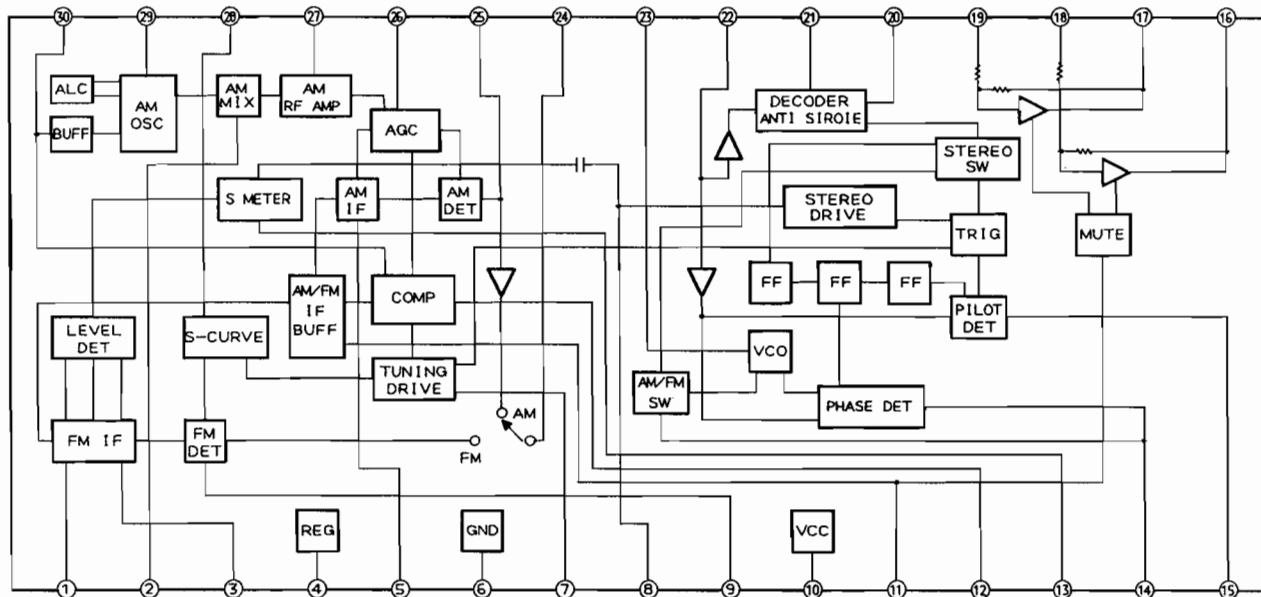 30 29 28 27 26 25 24 23 22 21 20 19 18 17 16
ALC
AM
OSC
BUFF
AM
MIX
AM
RF AMP
AGC
DECODER
ANTI SIROIE
STEREO
SW
S METER
AM
IF
AM
DET
STEREO
DRIVE
TRIG
MUTE
FF
FF
FF
AM/FM
IF
BUFF
COMP
PILOT
DET
LEVEL
DET
S-CURVE
TUNING
DRIVE
VCO
AM/FM
SW
PHASE DET
AM
FM
FM IF
FM
DET
REG
GND
VCC
1 2 3 4 5 6 7 8 9 10 11 12 13 14 15